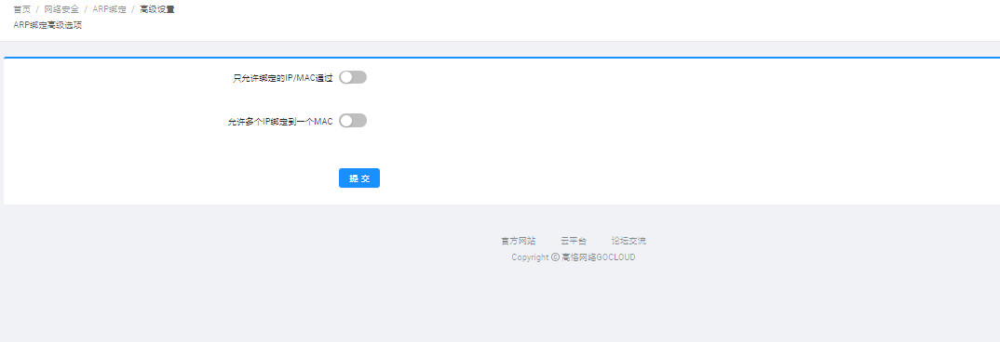 首页 / 网络安全 / ARP绑定 / 高级设置
ARP绑定高级选项
只允许绑定的IP/MAC通过
允许多个IP绑定到一个MAC
提 交
官方网站 云平台 论坛交流
Copyright © 高恪网络GOCLOUD